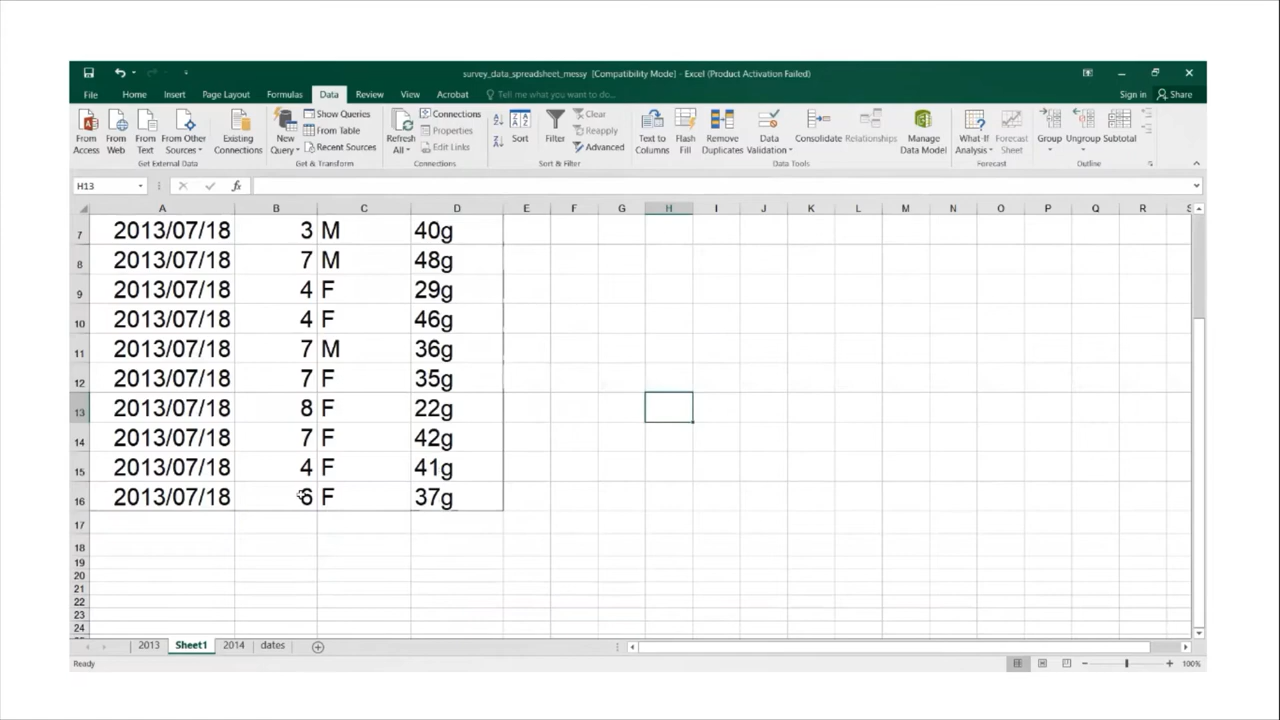 survey_data_spreadsheet_messy [Compatibility Mode] - Excel (Product Activation Failed)
File Home Insert Page Layout Formulas Data Review View Acrobat Tell me what you want to do... Sign in Share
From Access
From Web
From Text
From Other Sources
Existing Connections
Get External Data
New Query
Show Queries
From Table
Recent Sources
Get & Transform
Refresh All
Connections
Properties
Edit Links
Connections
Sort
Filter
Clear
Reapply
Advanced
Sort & Filter
Text to Columns
Flash Fill
Remove Duplicates
Data Validation
Consolidate
Relationships
Manage Data Model
Data Tools
What-If Analysis
Forecast Sheet
Forecast
Group
Ungroup
Subtotal
Outline
H13 fx
A B C D E F G H I J K L M N O P Q R S
7 2013/07/18 3 M 40g
8 2013/07/18 7 M 48g
9 2013/07/18 4 F 29g
10 2013/07/18 4 F 46g
11 2013/07/18 7 M 36g
12 2013/07/18 7 F 35g
13 2013/07/18 8 F 22g
14 2013/07/18 7 F 42g
15 2013/07/18 4 F 41g
16 2013/07/18 6 F 37g
17
18
19
20
21
22
23
24
2013 Sheet1 2014 dates
Ready 100%